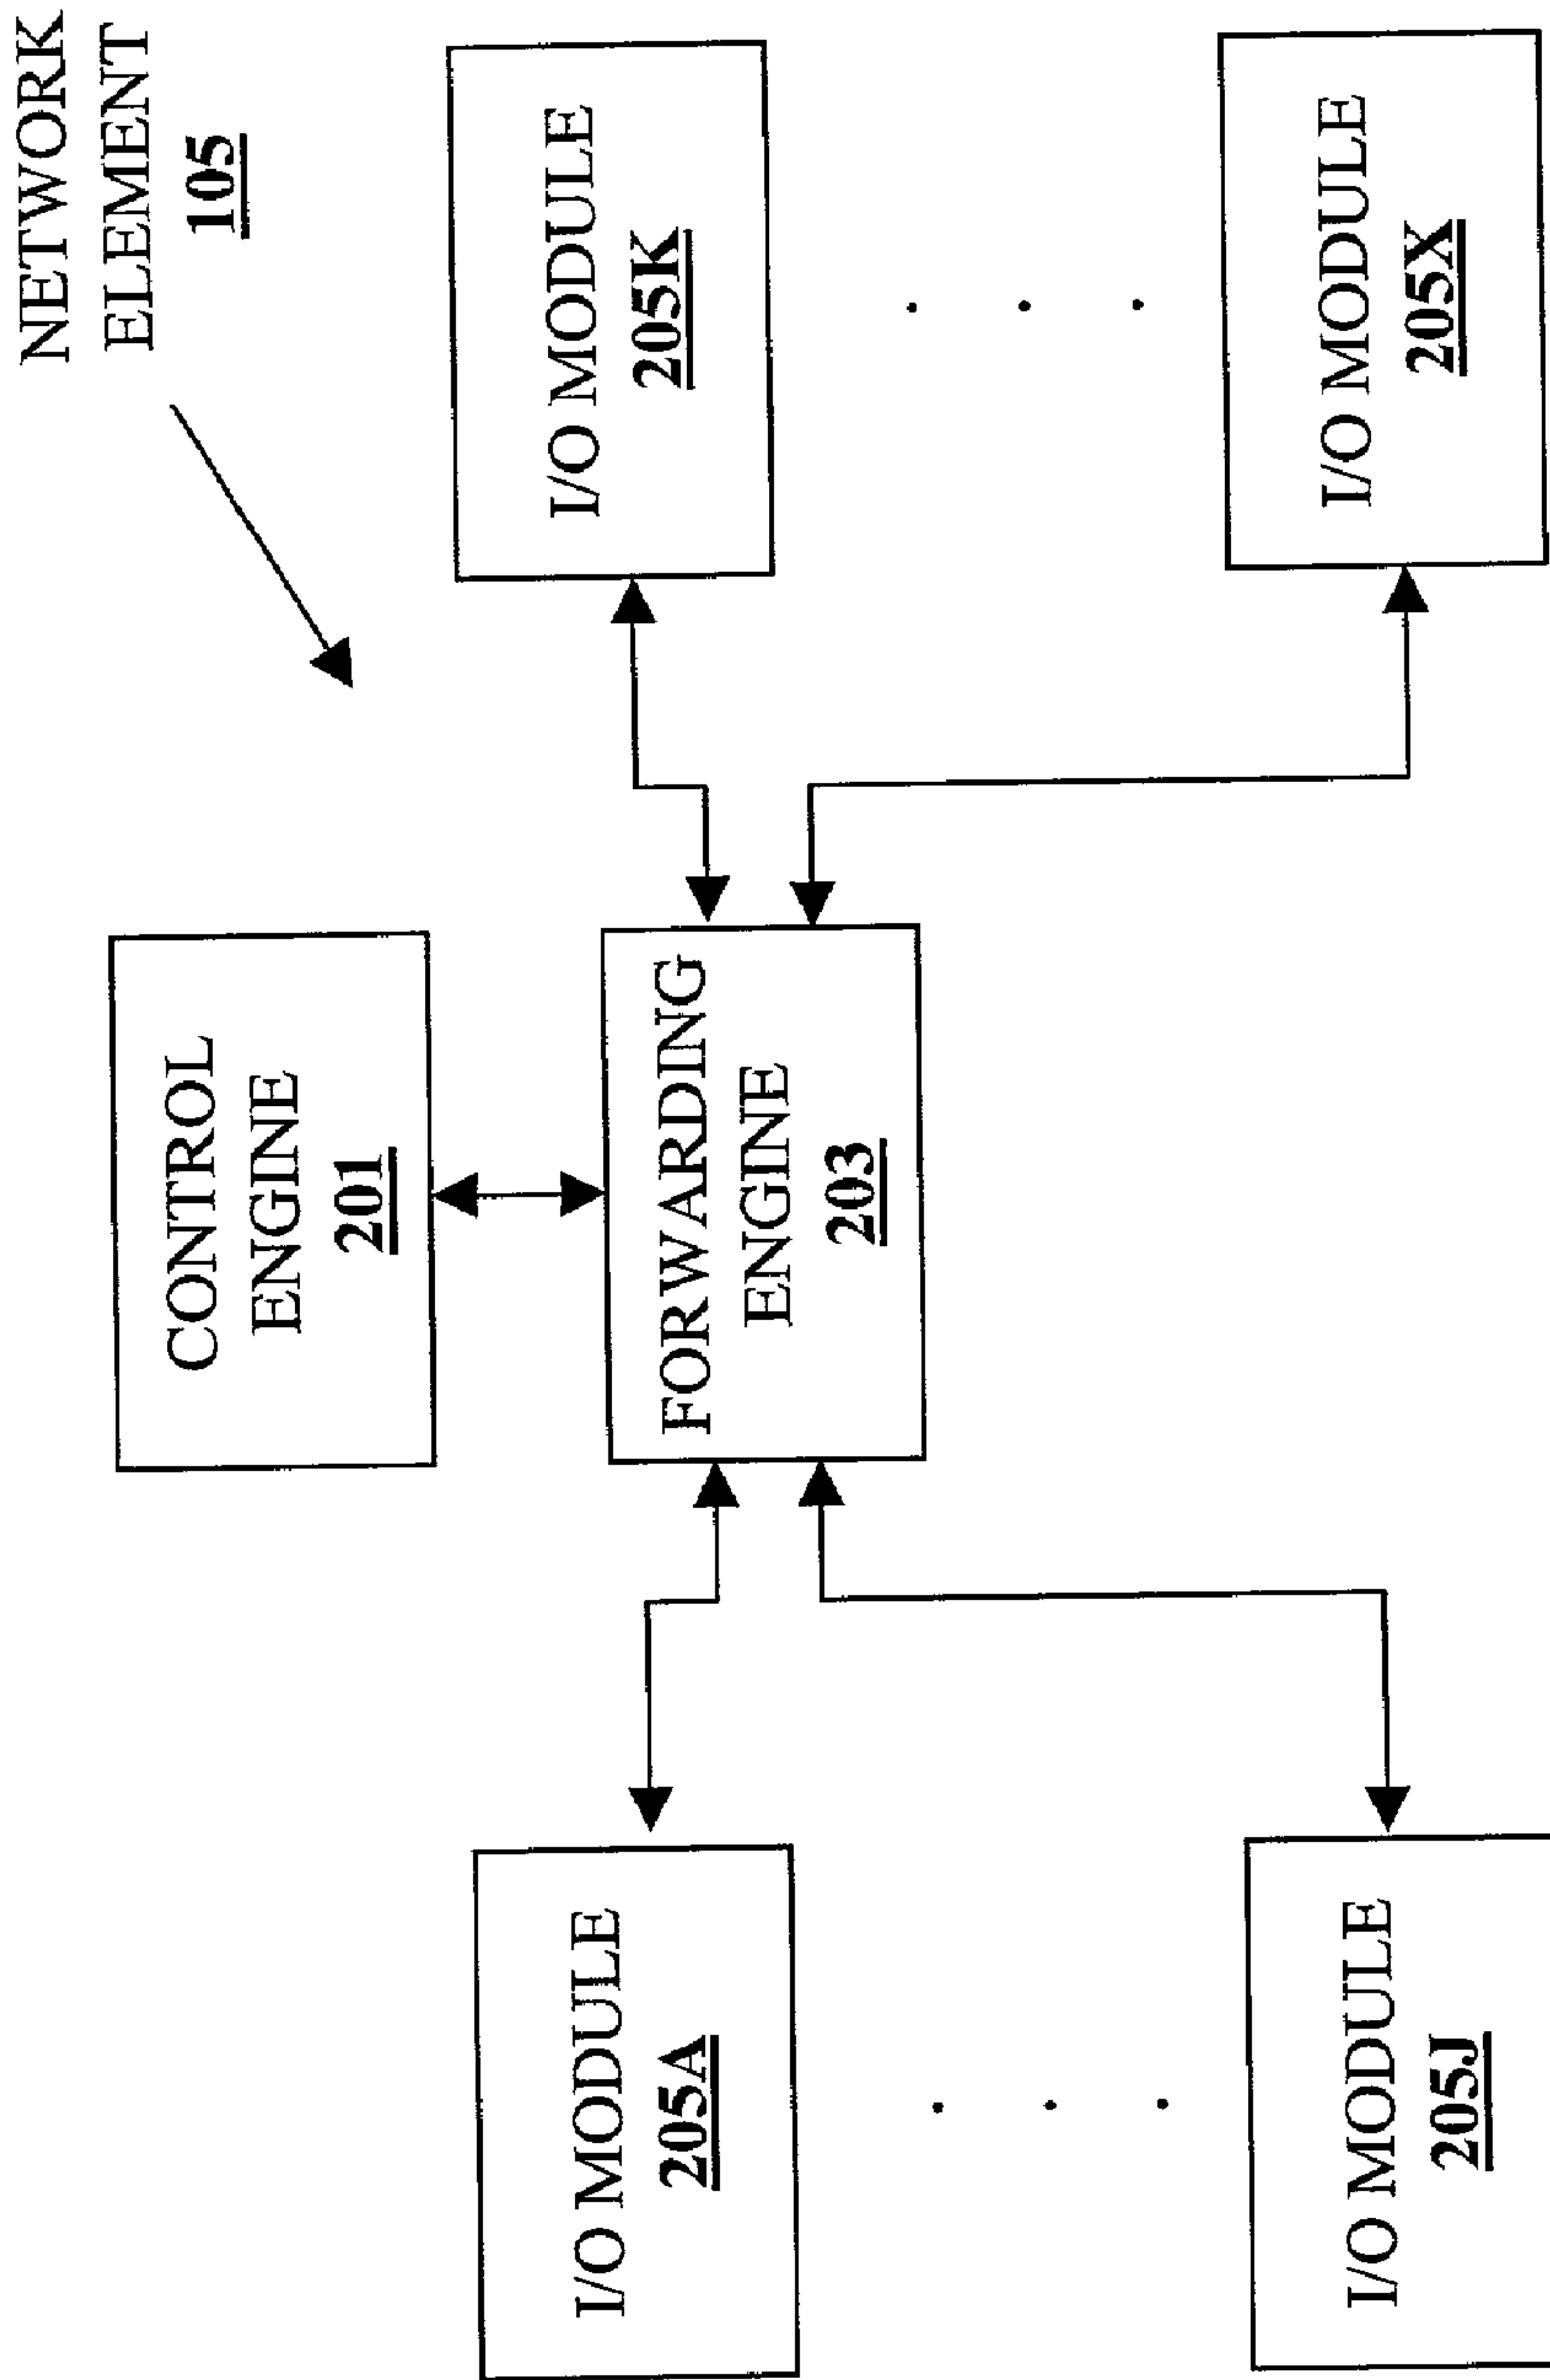 NETWORK
ELEMENT
105
CONTROL
ENGINE
201
I/O MODULE
205A
FORWARDING
ENGINE
203
I/O MODULE
205K
I/O MODULE
205J
I/O MODULE
205X